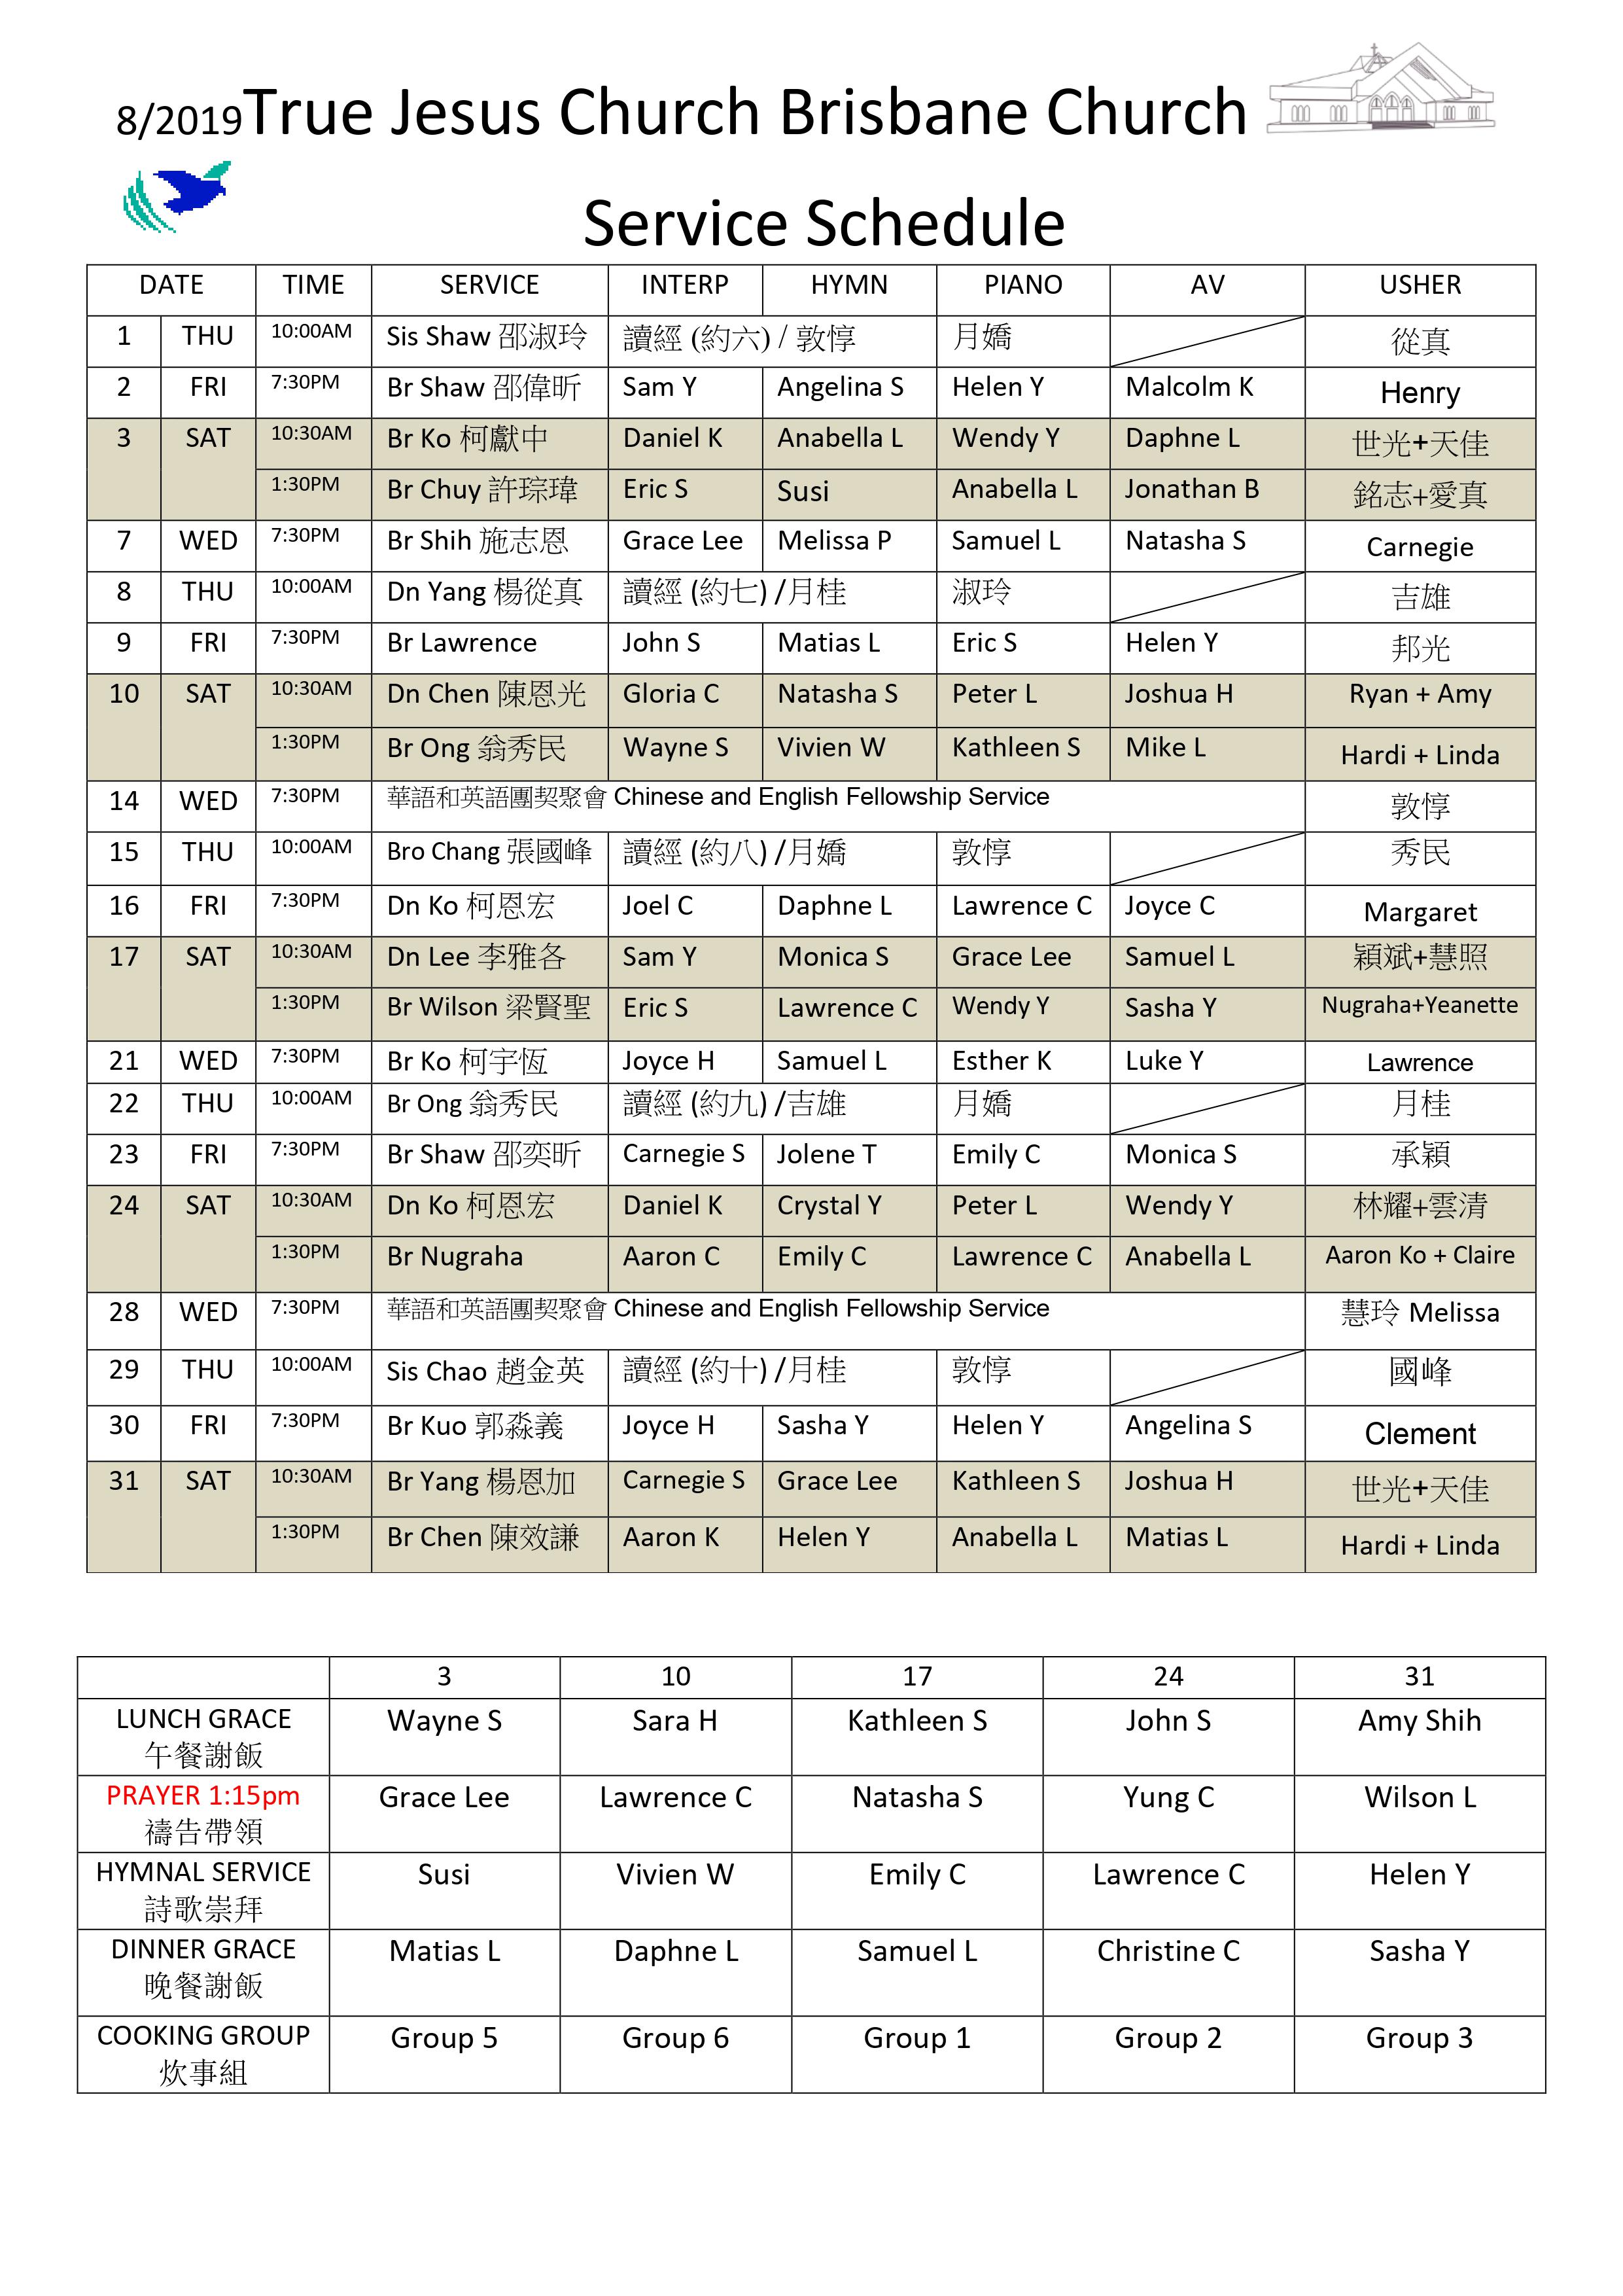 8/2019True Jesus Church Brisbane Church
Service Schedule
DATE TIME SERVICE INTERP HYMN PIANO AV USHER
1 THU 10:00AM Sis Shaw 邵淑玲 讀經 (約六) / 敦惇 月嬌 從真
2 FRI 7:30PM Br Shaw 邵偉昕 Sam Y Angelina S Helen Y Malcolm K Henry
3 SAT 10:30AM Br Ko 柯獻中 Daniel K Anabella L Wendy Y Daphne L 世光+天佳
1:30PM Br Chuy 許琮瑋 Eric S Susi Anabella L Jonathan B 銘志+愛真
7 WED 7:30PM Br Shih 施志恩 Grace Lee Melissa P Samuel L Natasha S Carnegie
8 THU 10:00AM Dn Yang 楊從真 讀經 (約七) /月桂 淑玲 吉雄
9 FRI 7:30PM Br Lawrence John S Matias L Eric S Helen Y 邦光
10 SAT 10:30AM Dn Chen 陳恩光 Gloria C Natasha S Peter L Joshua H Ryan + Amy
1:30PM Br Ong 翁秀民 Wayne S Vivien W Kathleen S Mike L Hardi + Linda
14 WED 7:30PM 華語和英語團契聚會 Chinese and English Fellowship Service 敦惇
15 THU 10:00AM Bro Chang 張國峰 讀經 (約八) /月嬌 敦惇 秀民
16 FRI 7:30PM Dn Ko 柯恩宏 Joel C Daphne L Lawrence C Joyce C Margaret
17 SAT 10:30AM Dn Lee 李雅各 Sam Y Monica S Grace Lee Samuel L 穎斌+慧照
1:30PM Br Wilson 梁賢聖 Eric S Lawrence C Wendy Y Sasha Y Nugraha+Yeanette
21 WED 7:30PM Br Ko 柯宇恆 Joyce H Samuel L Esther K Luke Y Lawrence
22 THU 10:00AM Br Ong 翁秀民 讀經 (約九) /吉雄 月嬌 月桂
23 FRI 7:30PM Br Shaw 邵奕昕 Carnegie S Jolene T Emily C Monica S 承穎
24 SAT 10:30AM Dn Ko 柯恩宏 Daniel K Crystal Y Peter L Wendy Y 林耀+雲清
1:30PM Br Nugraha Aaron C Emily C Lawrence C Anabella L Aaron Ko + Claire
28 WED 7:30PM 華語和英語團契聚會 Chinese and English Fellowship Service 慧玲 Melissa
29 THU 10:00AM Sis Chao 趙金英 讀經 (約十) /月桂 敦惇 國峰
30 FRI 7:30PM Br Kuo 郭淼義 Joyce H Sasha Y Helen Y Angelina S Clement
31 SAT 10:30AM Br Yang 楊恩加 Carnegie S Grace Lee Kathleen S Joshua H 世光+天佳
1:30PM Br Chen 陳效謙 Aaron K Helen Y Anabella L Matias L Hardi + Linda
3 10 17 24 31
LUNCH GRACE Wayne S Sara H Kathleen S John S Amy Shih
午餐謝飯
PRAYER 1:15pm Grace Lee Lawrence C Natasha S Yung C Wilson L
禱告帶領
HYMNAL SERVICE Susi Vivien W Emily C Lawrence C Helen Y
詩歌崇拜
DINNER GRACE Matias L Daphne L Samuel L Christine C Sasha Y
晚餐謝飯
COOKING GROUP Group 5 Group 6 Group 1 Group 2 Group 3
炊事組